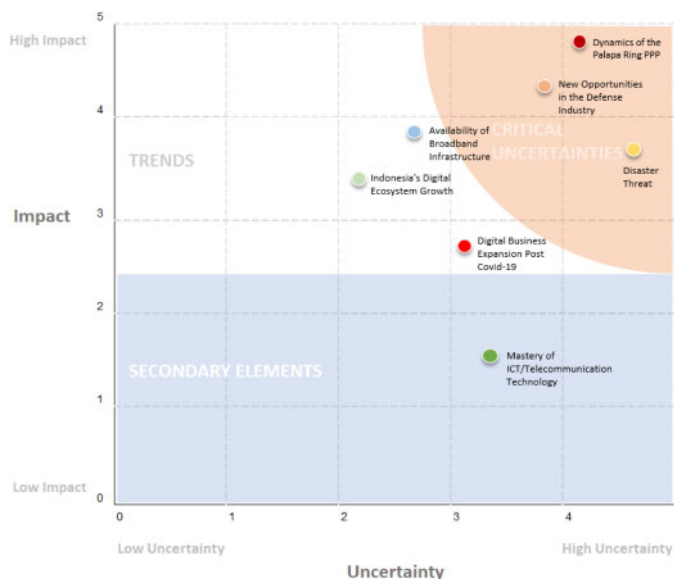 5
High Impact
Dynamics of the
Palapa Ring PPP
New Opportunities
in the Defense
Industry
4
Availability of
Broadband
Infrastructure
CRITICAL
UNCERTAINTIES
TRENDS
Disaster
Threat
Indonesia's Digital
Ecosystem Growth
Impact
3
Digital Business
Expansion Post
Covid-19
2
SECONDARY ELEMENTS
Mastery of
ICT/Telecommunication
Technology
1
Low Impact
0
0 1 2 3 4
Low Uncertainty
High Uncertainty
Uncertainty